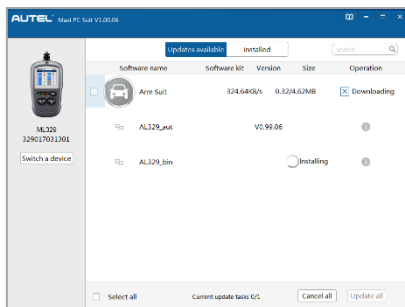 AUTEL Maxi PC Suit V1.00.06
Updates available Installed search
Software name Software kit Version Size Operation
Arm Suit 324.64KB/s 0.32/4.62MB Downloading
ML329
329017031301
Switch a device
AL329_aut V0.99.06
AL329_bin Installing
Select all Current update tasks 0/1 Cancel all Update all